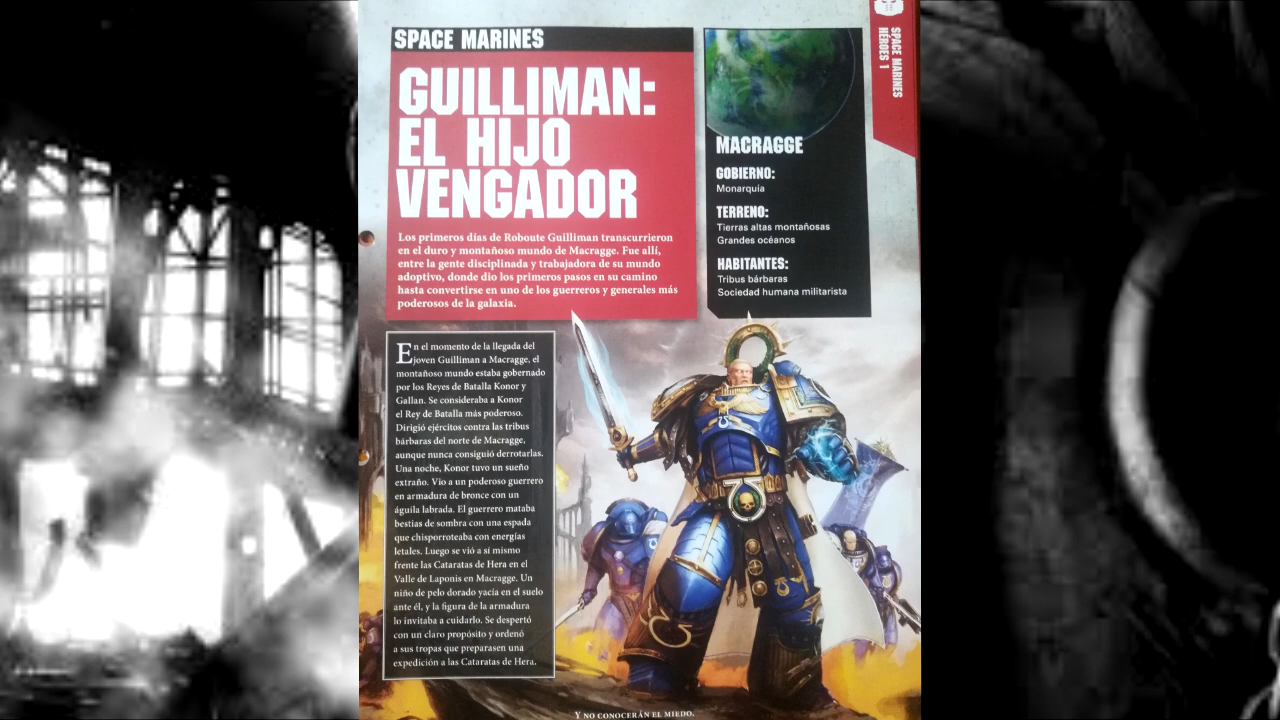 SPACE MARINES
GUILLIMAN:
EL HIJO
VENGADOR
Los primeros días de Roboute Guilliman transcurrieron
en el duro y montañoso mundo de Macragge. Fue allí,
entre la gente disciplinada y trabajadora de su mundo
adoptivo, donde dio los primeros pasos en su camino
hasta convertirse en uno de los guerreros y generales más
poderosos de la galaxia.
MACRAGGE
GOBIERNO:
Monarquía
TERRENO:
Tierras altas montañosas
Grandes océanos
HABITANTES:
Tribus bárbaras
Sociedad humana militarista
SPACE MARINES
HÉROES 1
En el momento de la llegada del
joven Guilliman a Macragge, el
montañoso mundo estaba gobernado
por los Reyes de Batalla Konor y
Gallan. Se consideraba a Konor
el Rey de Batalla más poderoso.
Dirigió ejércitos contra las tribus
bárbaras del norte de Macragge,
aunque nunca consiguió derrotarlas.
Una noche, Konor tuvo un sueño
extraño. Vio a un poderoso guerrero
en armadura de bronce con un
águila labrada. El guerrero mataba
bestias de sombra con una espada
que chisporroteaba con energías
letales. Luego se vió a sí mismo
frente las Cataratas de Hera en el
Valle de Laponis en Macragge. Un
niño de pelo dorado yacía en el suelo
ante él, y la figura de la armadura
lo invitaba a cuidarlo. Se despertó
con un claro propósito y ordenó
a sus tropas que preparasen una
expedición a las Cataratas de Hera.
Y NO CONOCERÁN EL MIEDO.